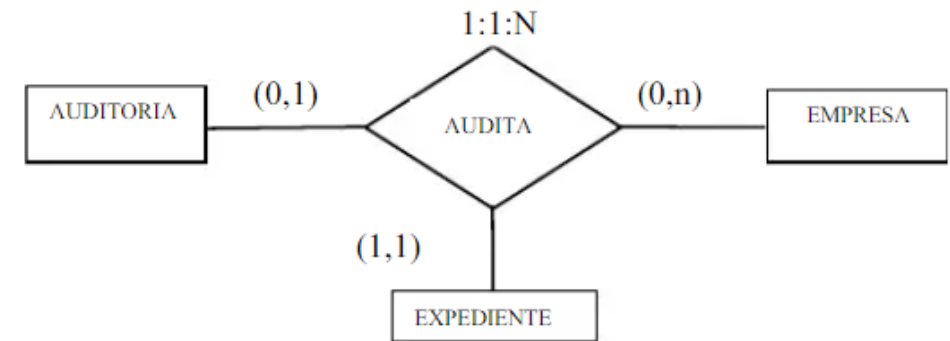 1:1:N
AUDITORIA
(0,1)
AUDITA
(0,n)
EMPRESA
(1,1)
EXPEDIENTE